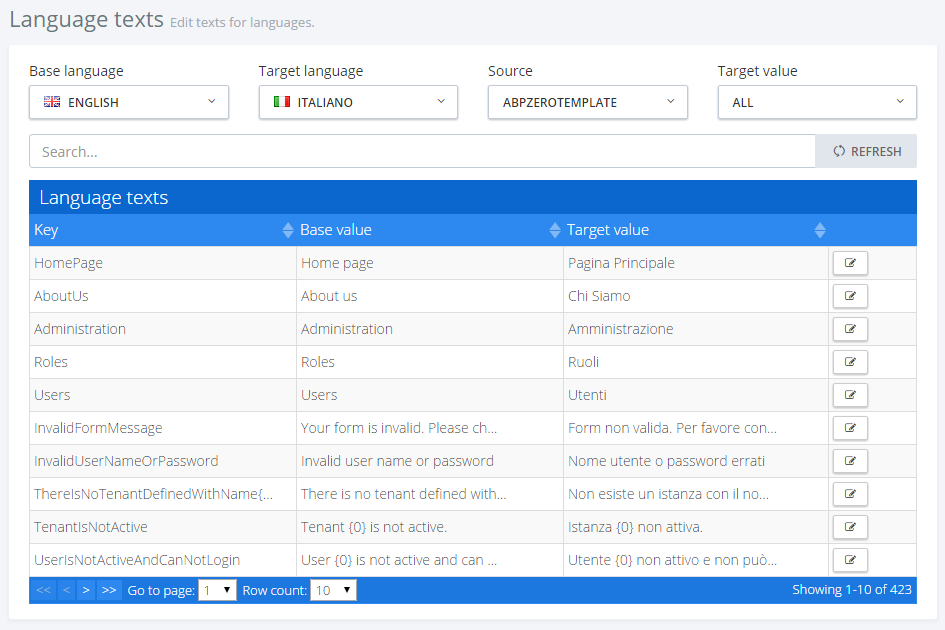 Language texts Edit texts for languages.
Base language Target language Source Target value
ENGLISH ITALIANO ABPZEROTEMPLATE ALL
Search... REFRESH
Language texts
Key Base value Target value
HomePage Home page Pagina Principale
AboutUs About us Chi Siamo
Administration Administration Amministrazione
Roles Roles Ruoli
Users Users Utenti
InvalidFormMessage Your form is invalid. Please ch... Form non valida. Per favore con...
InvalidUserNameOrPassword Invalid user name or password Nome utente o password errati
ThereIsNoTenantDefinedWithName{... There is no tenant defined with... Non esiste un istanza con il no...
TenantIsNotActive Tenant {0} is not active. Istanza {0} non attiva.
UserIsNotActiveAndCanNotLogin User {0} is not active and can ... Utente {0} non attivo e non può...
<< < > >> Go to page: 1 Row count: 10 Showing 1-10 of 423